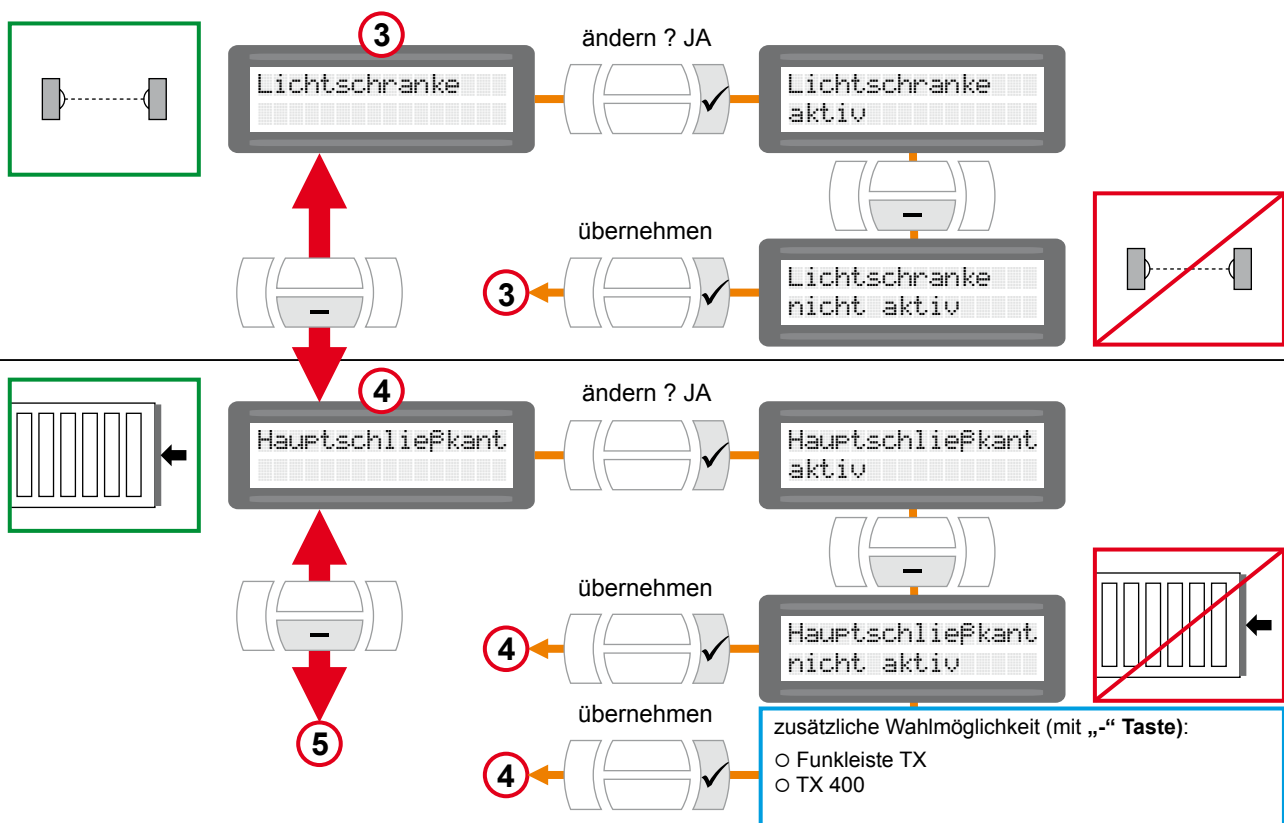 3
ändern ? JA
Lichtschranke
Lichtschranke
aktiv
–
übernehmen
–
3
Lichtschranke
nicht aktiv
4
ändern ? JA
Hauptschließkant
Hauptschließkant
aktiv
–
übernehmen
–
4
Hauptschließkant
nicht aktiv
übernehmen
5
4
zusätzliche Wahlmöglichkeit (mit „-“ Taste):
○ Funkleiste TX
○ TX 400